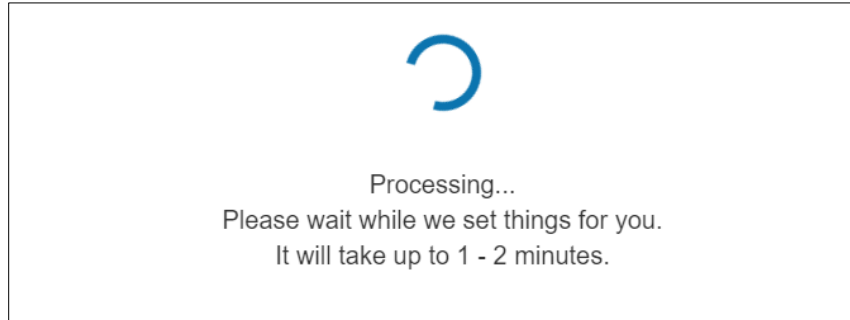 Processing...
Please wait while we set things for you.
It will take up to 1 - 2 minutes.